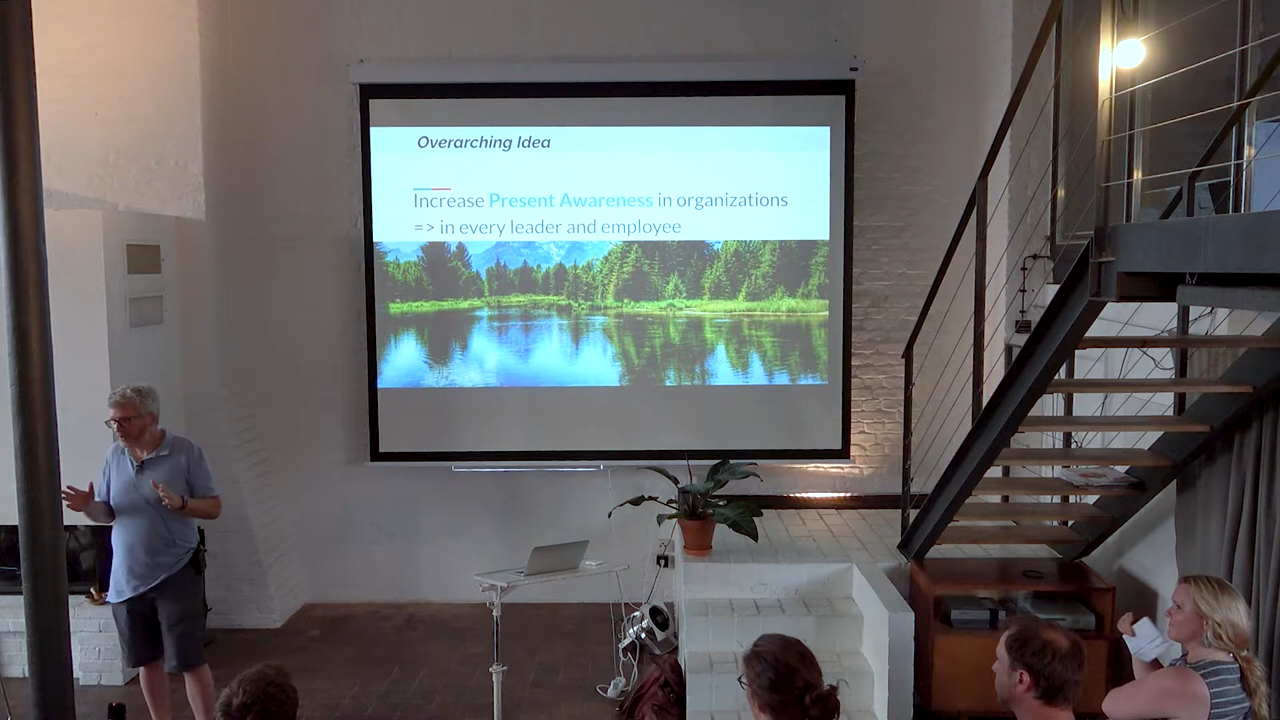 Overarching Idea
Increase Present Awareness in organizations
=> in every leader and employee